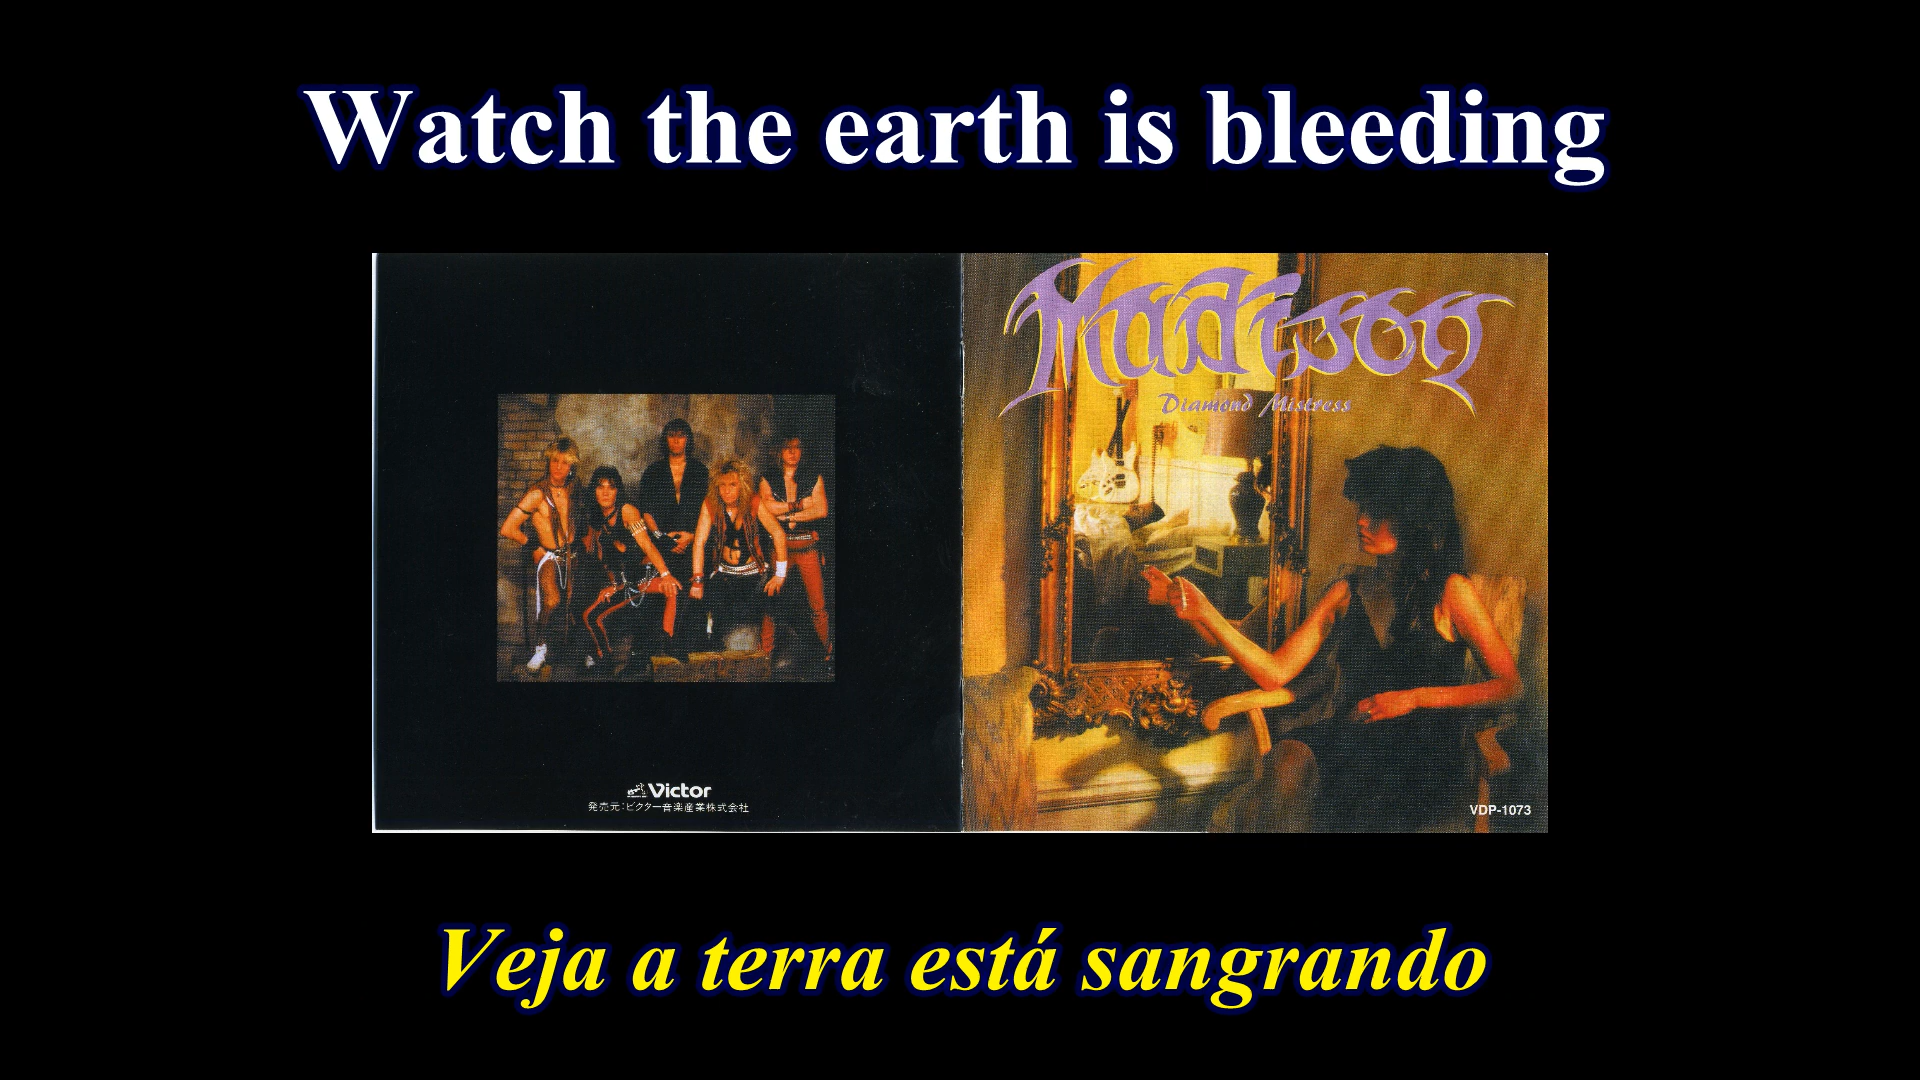 Watch the earth is bleeding
Madison
Diamond Mistress
Victor
発売元:ビクター音楽産業株式会社
VDP-1073
Veja a terra está sangrando